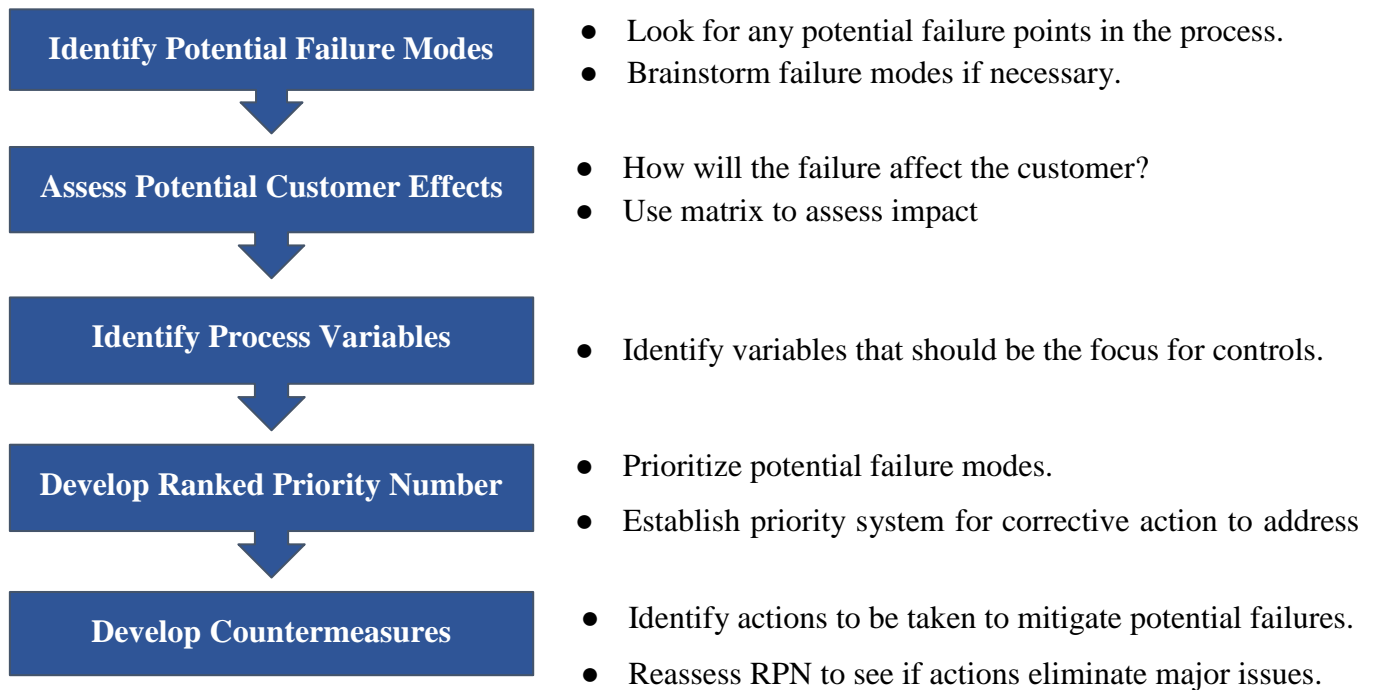 Identify Potential Failure Modes
● Look for any potential failure points in the process.
● Brainstorm failure modes if necessary.
Assess Potential Customer Effects
● How will the failure affect the customer?
● Use matrix to assess impact
Identify Process Variables
● Identify variables that should be the focus for controls.
Develop Ranked Priority Number
● Prioritize potential failure modes.
● Establish priority system for corrective action to address
Develop Countermeasures
● Identify actions to be taken to mitigate potential failures.
● Reassess RPN to see if actions eliminate major issues.